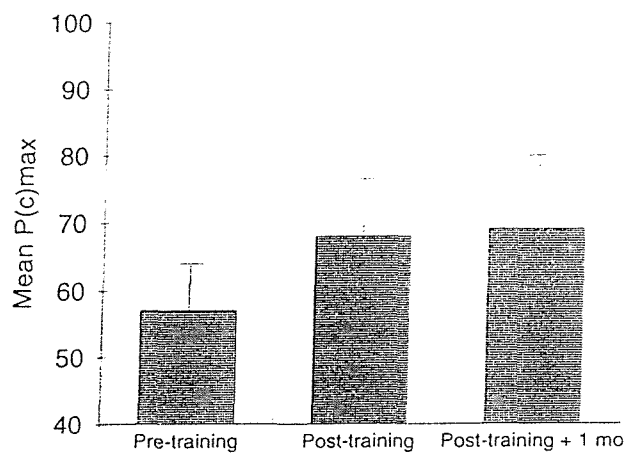 100
90
80
70
60
50
40
Mean P(c)max
Pre-training
Post-training
Post-training + 1 mo